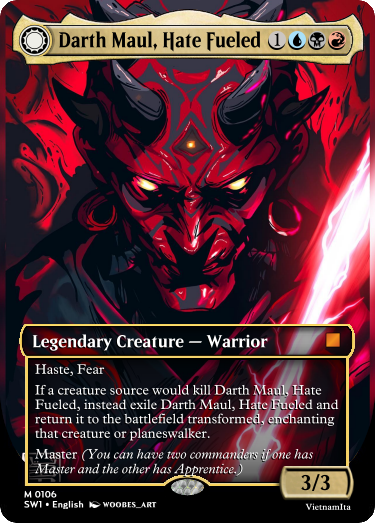 Darth Maul, Hate Fueled 1
Legendary Creature — Warrior
Haste, Fear
If a creature source would kill Darth Maul, Hate
Fueled, instead exile Darth Maul, Hate Fueled and
return it to the battlefield transformed, enchanting
that creature or planeswalker.
Master (You can have two commanders if one has
Master and the other has Apprentice.)
3/3
M 0106
SW1 • English WOOBES_ART
VietnamIta